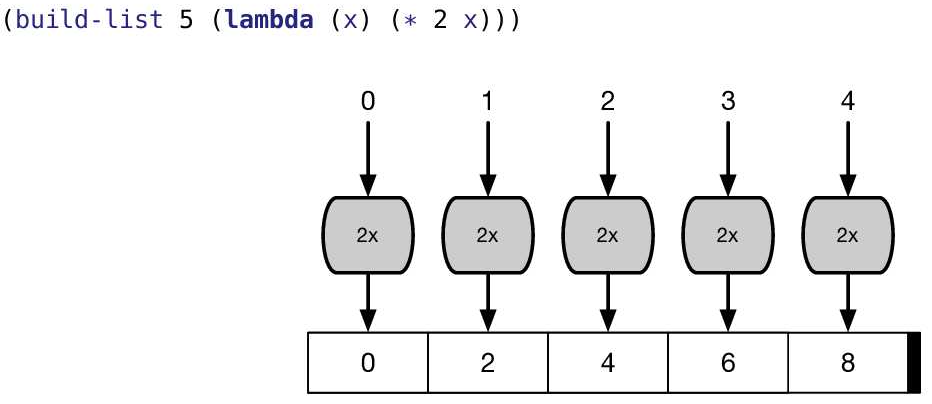 (build-list 5 (lambda (x) (* 2 x)))
0 1 2 3 4
2x 2x 2x 2x 2x
0 2 4 6 8